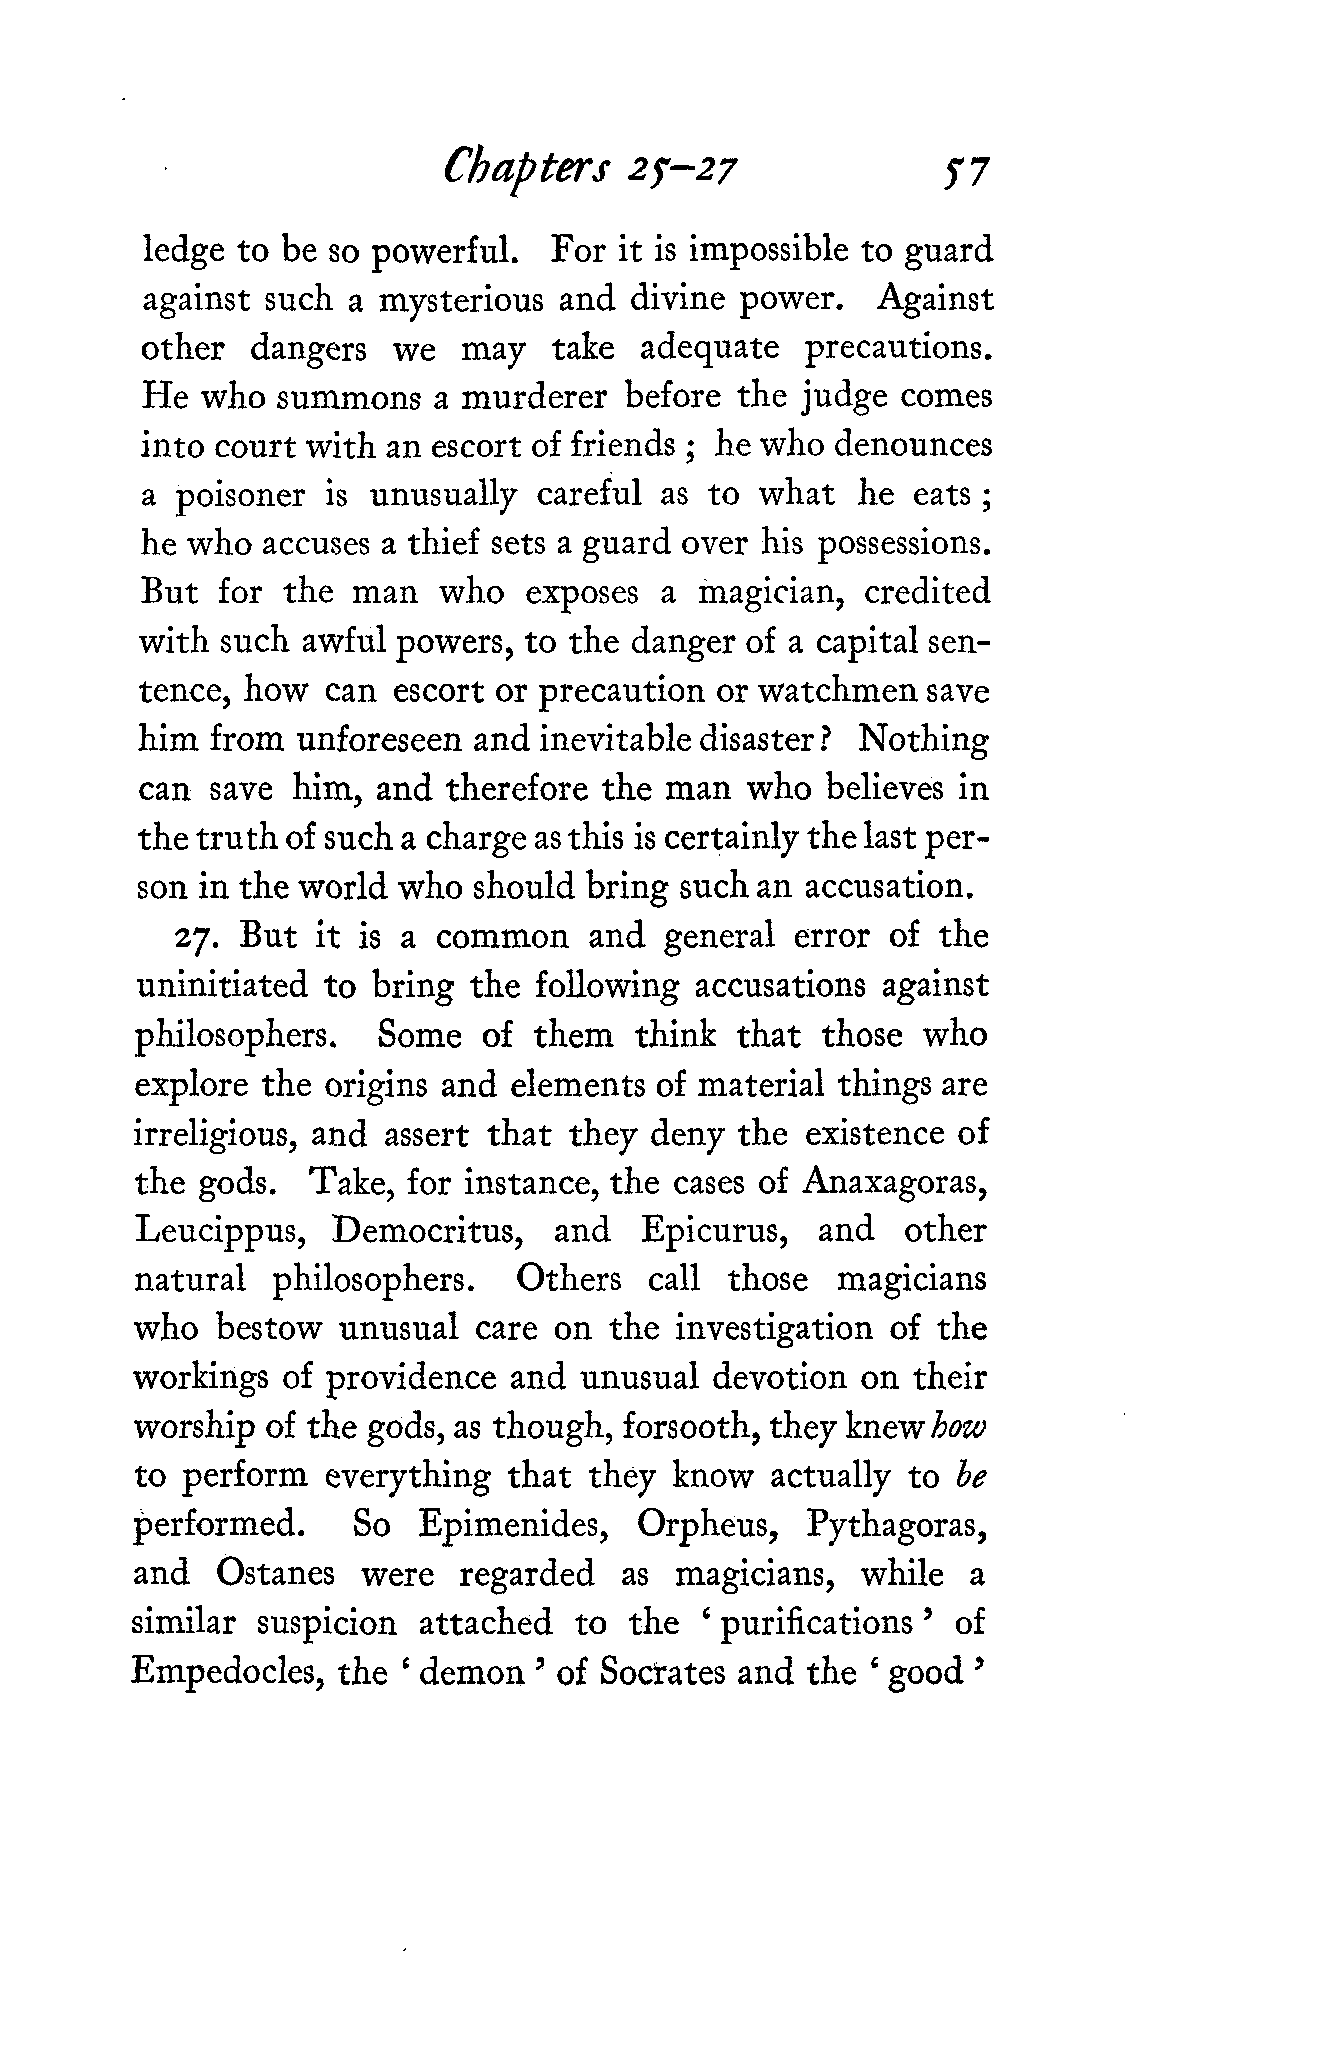 Chapters 25–27 57
ledge to be so powerful. For it is impossible to guard
against such a mysterious and divine power. Against
other dangers we may take adequate precautions.
He who summons a murderer before the judge comes
into court with an escort of friends ; he who denounces
a poisoner is unusually careful as to what he eats ;
he who accuses a thief sets a guard over his possessions.
But for the man who exposes a magician, credited
with such awful powers, to the danger of a capital sen-
tence, how can escort or precaution or watchmen save
him from unforeseen and inevitable disaster? Nothing
can save him, and therefore the man who believes in
the truth of such a charge as this is certainly the last per-
son in the world who should bring such an accusation.
27. But it is a common and general error of the
uninitiated to bring the following accusations against
philosophers. Some of them think that those who
explore the origins and elements of material things are
irreligious, and assert that they deny the existence of
the gods. Take, for instance, the cases of Anaxagoras,
Leucippus, Democritus, and Epicurus, and other
natural philosophers. Others call those magicians
who bestow unusual care on the investigation of the
workings of providence and unusual devotion on their
worship of the gods, as though, forsooth, they knew how
to perform everything that they know actually to be
performed. So Epimenides, Orpheus, Pythagoras,
and Ostanes were regarded as magicians, while a
similar suspicion attached to the ‘ purifications ’ of
Empedocles, the ‘ demon ’ of Socrates and the ‘ good ’